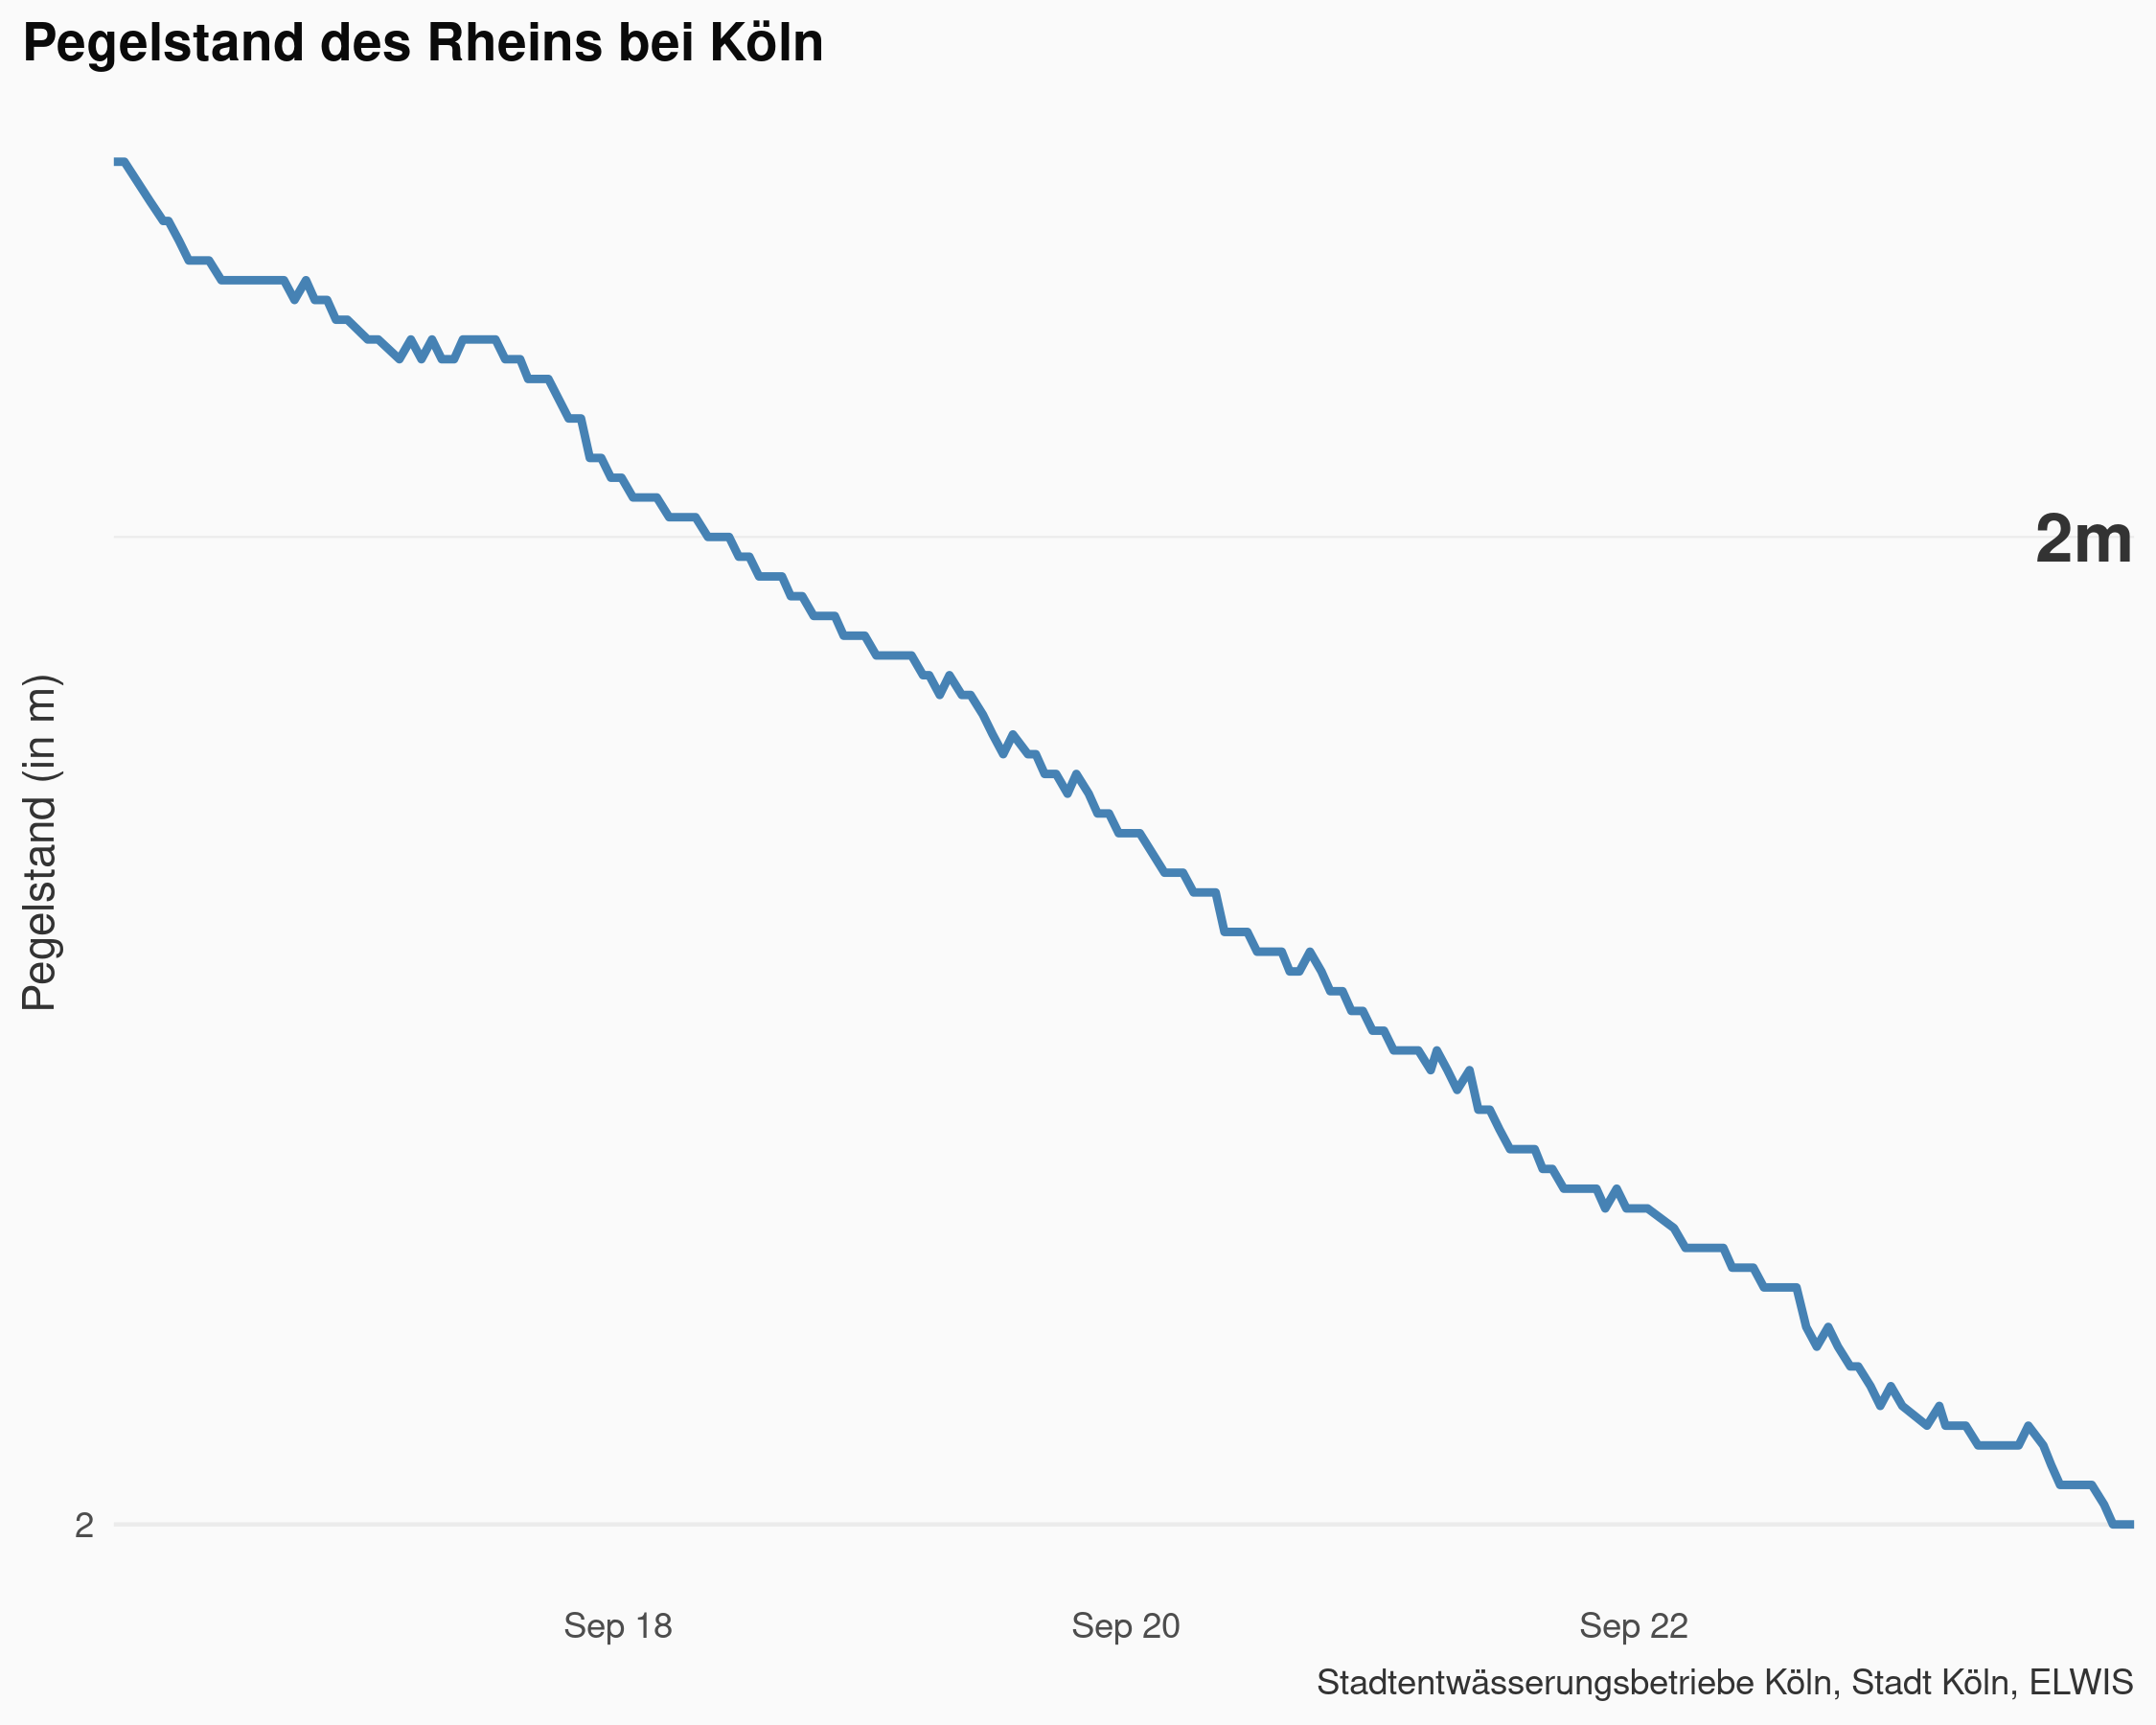 Pegelstand des Rheins bei Köln
2m
Pegelstand (in m)
2
Sep 18
Sep 20
Sep 22
Stadtentwässerungsbetriebe Köln, Stadt Köln, ELWIS